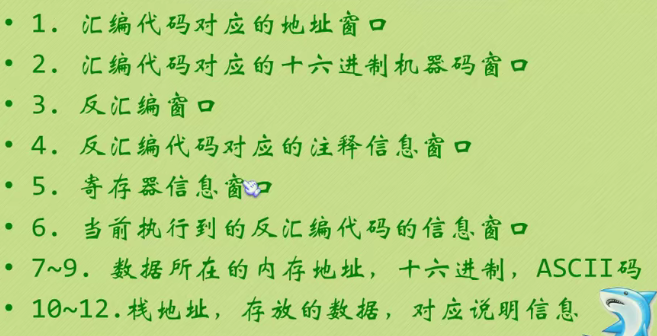 • 1. 汇编代码对应的地址窗口
• 2. 汇编代码对应的十六进制机器码窗口
• 3. 反汇编窗口
• 4. 反汇编代码对应的注释信息窗口
• 5. 寄存器信息窗口
• 6. 当前执行到的反汇编代码的信息窗口
• 7~9. 数据所在的内存地址，十六进制，ASCII码
• 10~12.栈地址，存放的数据，对应说明信息